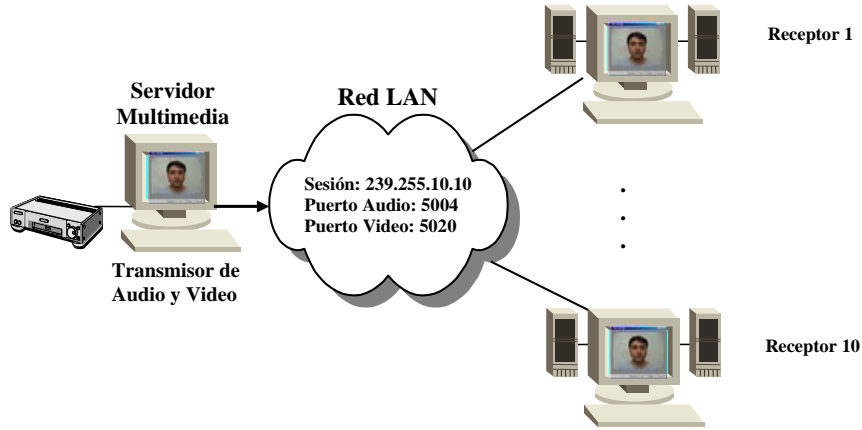 Receptor 1
Servidor
Multimedia
Red LAN
Sesión: 239.255.10.10
Puerto Audio: 5004
Puerto Video: 5020
.
.
.
Transmisor de
Audio y Video
Receptor 10